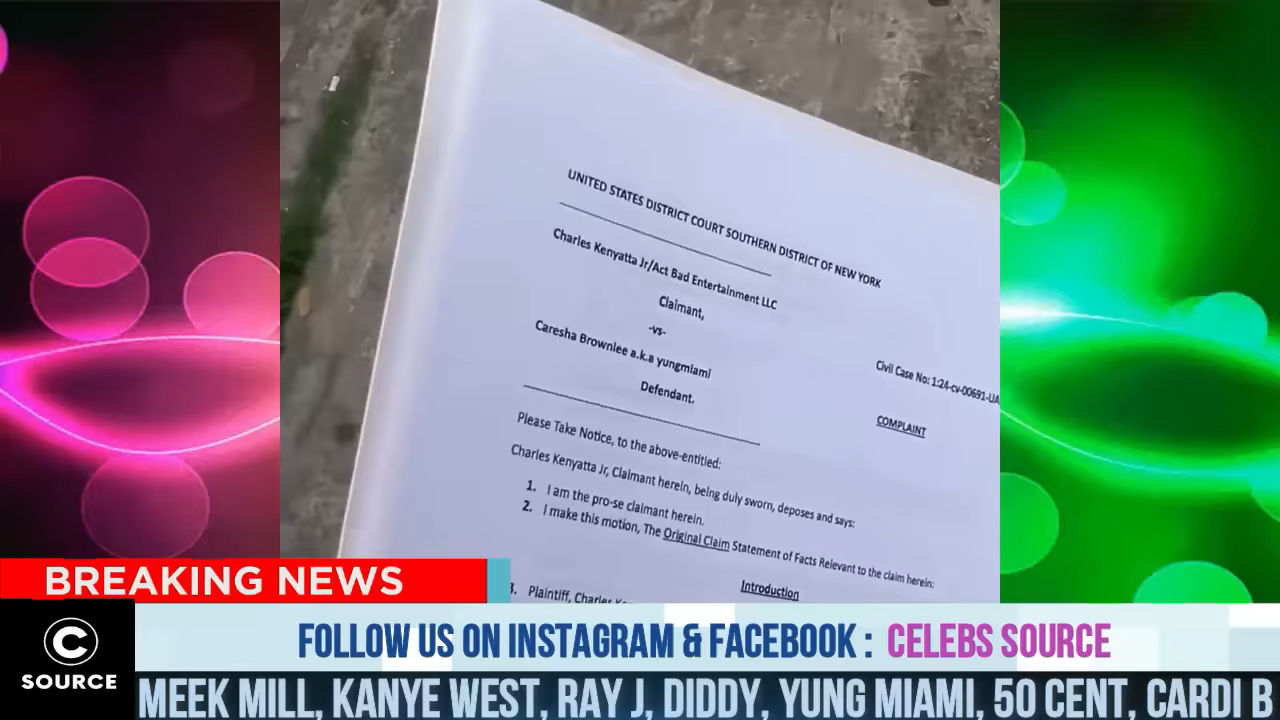 UNITED STATES DISTRICT COURT SOUTHERN DISTRICT OF NEW YORK
Charles Kenyatta Jr/Act Bad Entertainment LLC
Claimant,
-vs-
Caresha Brownlee a.k.a yungmiami
Defendant.
Civil Case No: 1:24-cv-00691-UA
COMPLAINT
Please Take Notice, to the above-entitled:
Charles Kenyatta Jr, Claimant herein, being duly sworn, deposes and says:
1. I am the pro-se claimant herein.
2. I make this motion, The Original Claim Statement of Facts Relevant to the claim herein:
Introduction
3. Plaintiff, Charles
BREAKING NEWS
C
SOURCE
FOLLOW US ON INSTAGRAM & FACEBOOK : CELEBS SOURCE
MEEK MILL, KANYE WEST, RAY J, DIDDY, YUNG MIAMI, 50 CENT, CARDI B